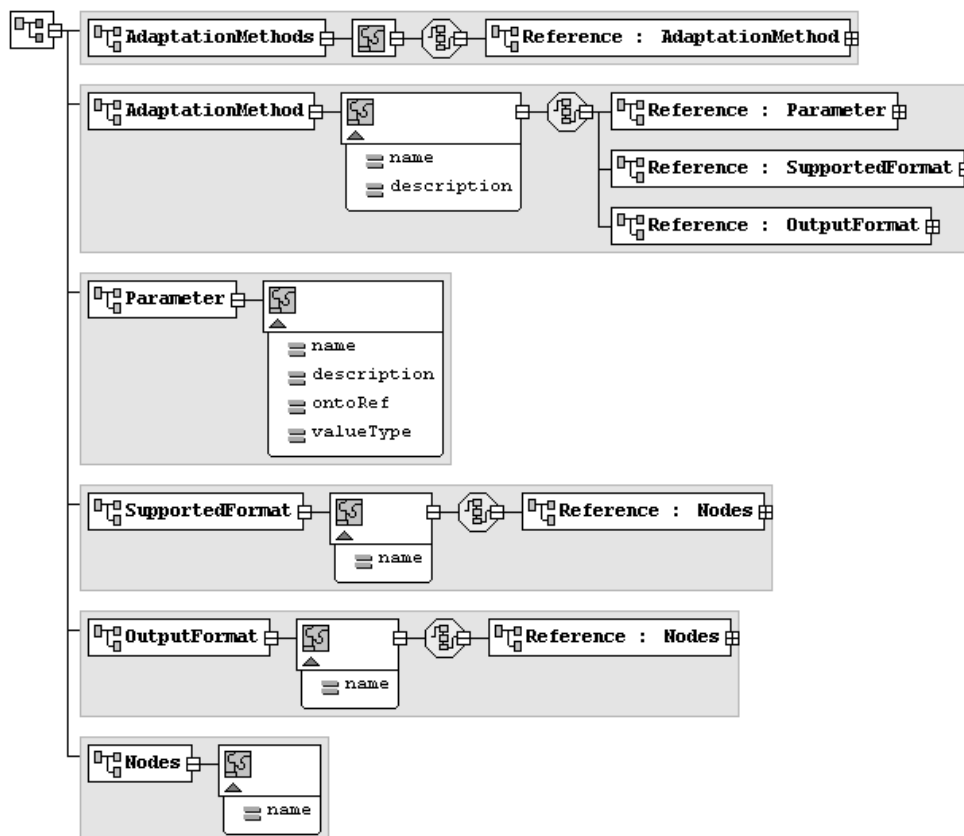 AdaptationMethods Reference : AdaptationMethod
AdaptationMethod Reference : Parameter
name
description
Reference : SupportedFormat
Reference : OutputFormat
Parameter
name
description
ontoRef
valueType
SupportedFormat Reference : Nodes
name
OutputFormat Reference : Nodes
name
Nodes
name